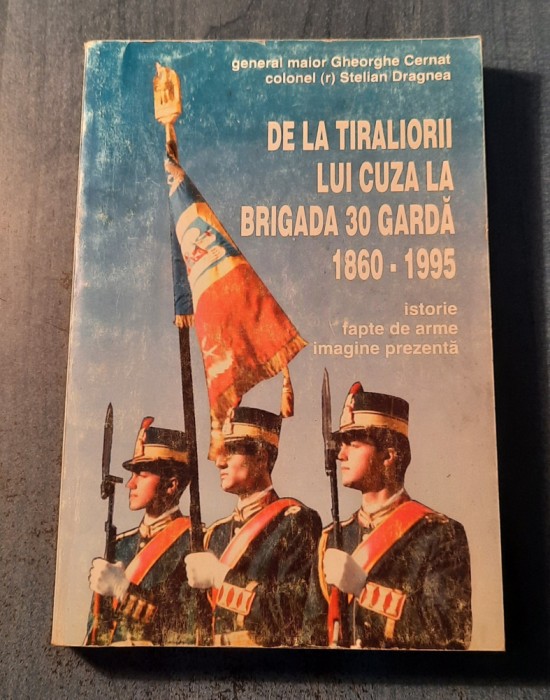 general maior Gheorghe Cernat
colonel (r) Stelian Dragnea
DE LA TIRALIORII
LUI CUZA LA
BRIGADA 30 GARDĂ
1860 - 1995
istorie
fapte de arme
imagine prezentă